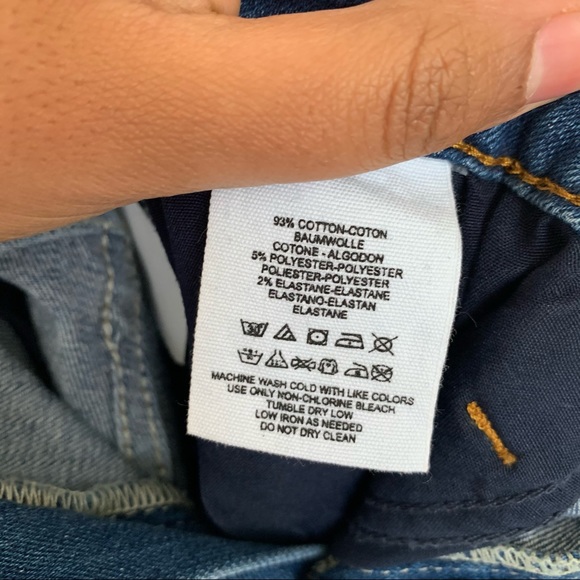 93% COTTON-COTON
BAUMWOLLE
COTONE - ALGODON
5% POLYESTER-POLYESTER
POLIESTER-POLIESTER
2% ELASTANE-ELASTANE
ELASTANO-ELASTAN
ELASTANE
MACHINE WASH COLD WITH LIKE COLORS
USE ONLY NON-CHLORINE BLEACH
TUMBLE DRY LOW
LOW IRON AS NEEDED
DO NOT DRY CLEAN